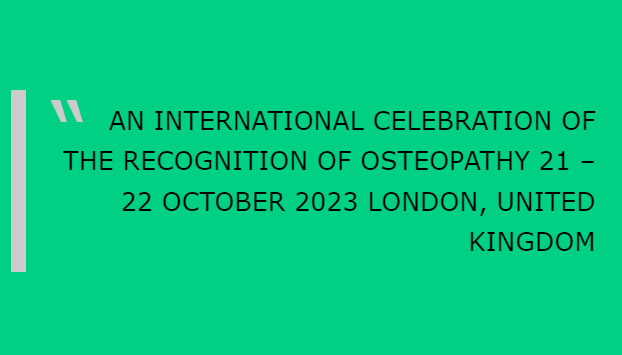 ‟ AN INTERNATIONAL CELEBRATION OF
THE RECOGNITION OF OSTEOPATHY 21 –
22 OCTOBER 2023 LONDON, UNITED
KINGDOM